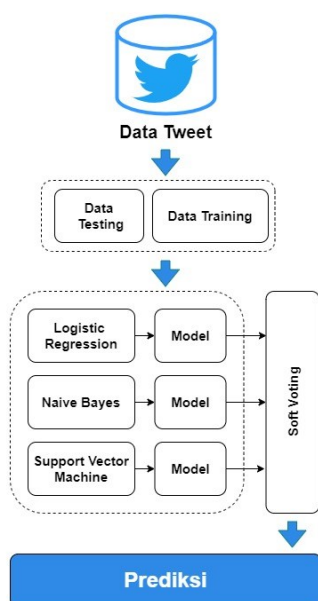 Data Tweet
Data
Testing
Data Training
Logistic
Regression
Model
Naive Bayes
Model
Support Vector
Machine
Model
Soft Voting
Prediksi